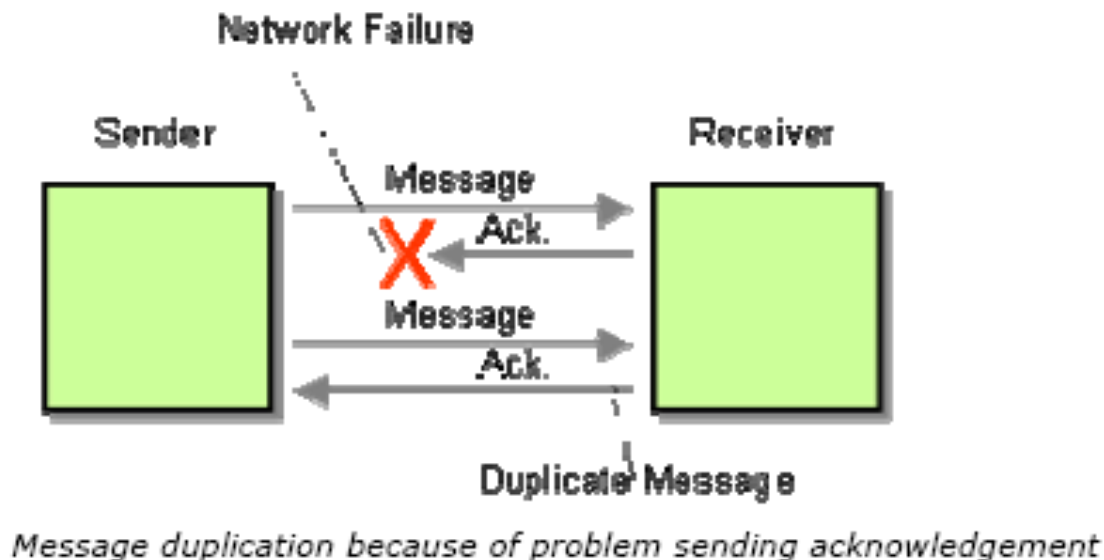 Network Failure
Sender
Receiver
Message
Ack.
Message
Ack.
Duplicate Message
Message duplication because of problem sending acknowledgement